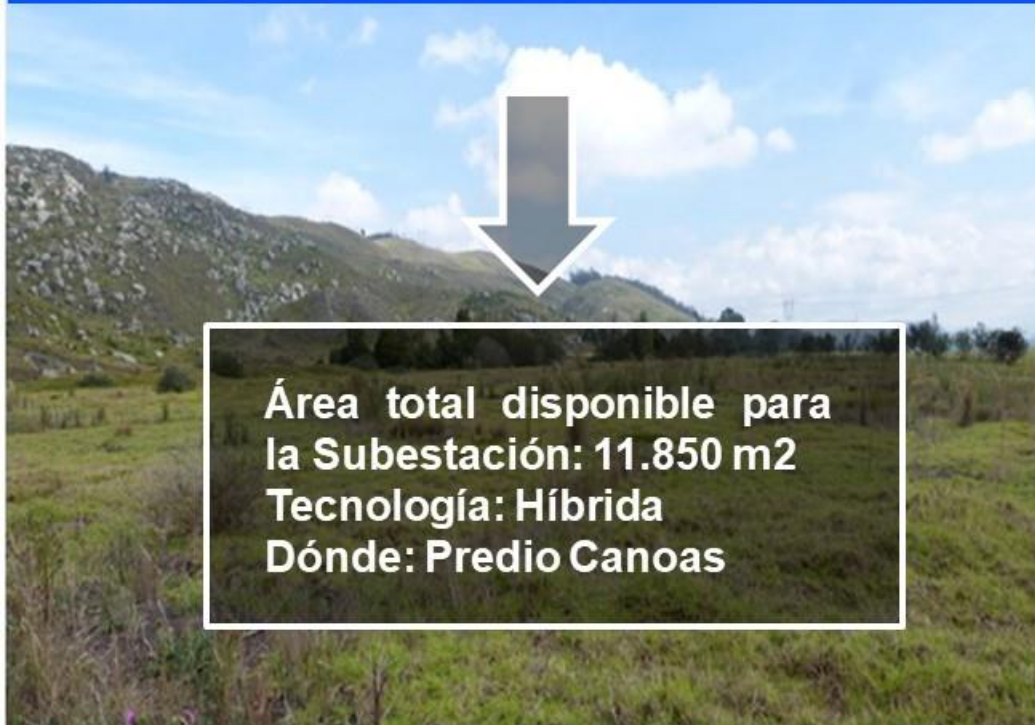 Área total disponible para
la Subestación: 11.850 m2
Tecnología: Híbrida
Dónde: Predio Canoas